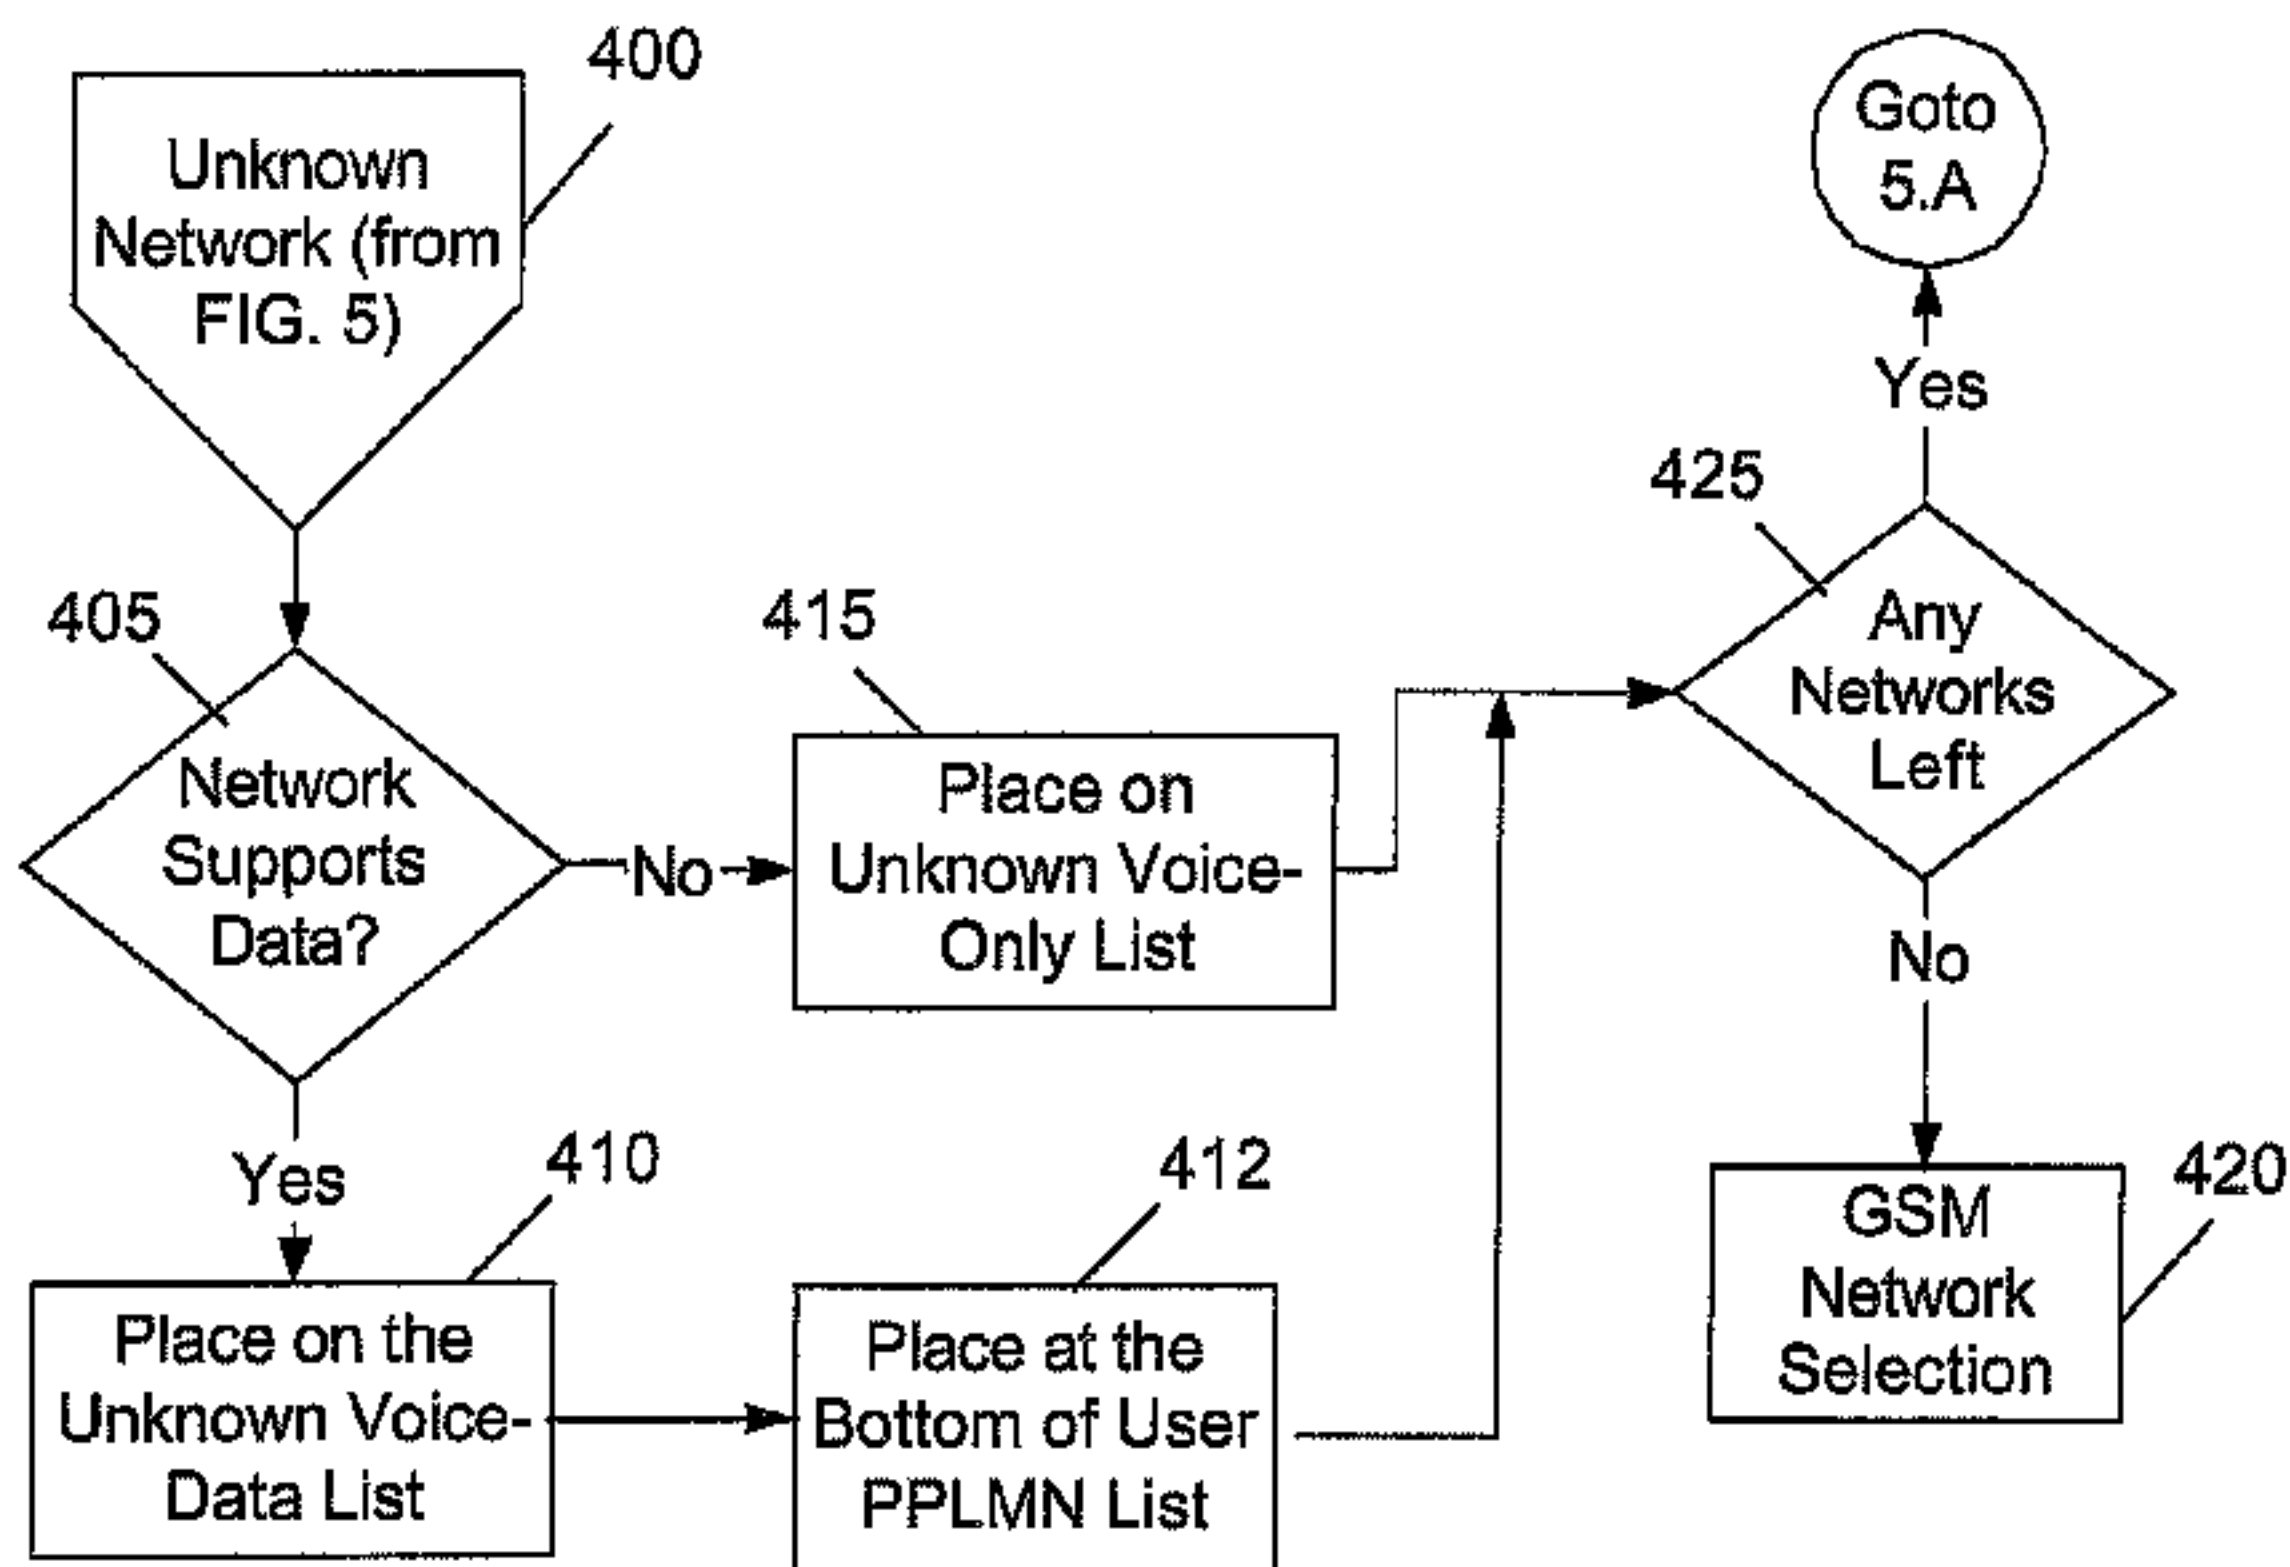 400
Unknown
Network (from
FIG. 5)
405
Network
Supports
Data?
No
415
Place on
Unknown Voice-
Only List
Yes
410
Place on the
Unknown Voice-
Data List
412
Place at the
Bottom of User
PPLMN List
425
Any
Networks
Left
Yes
Goto
5.A
No
420
GSM
Network
Selection